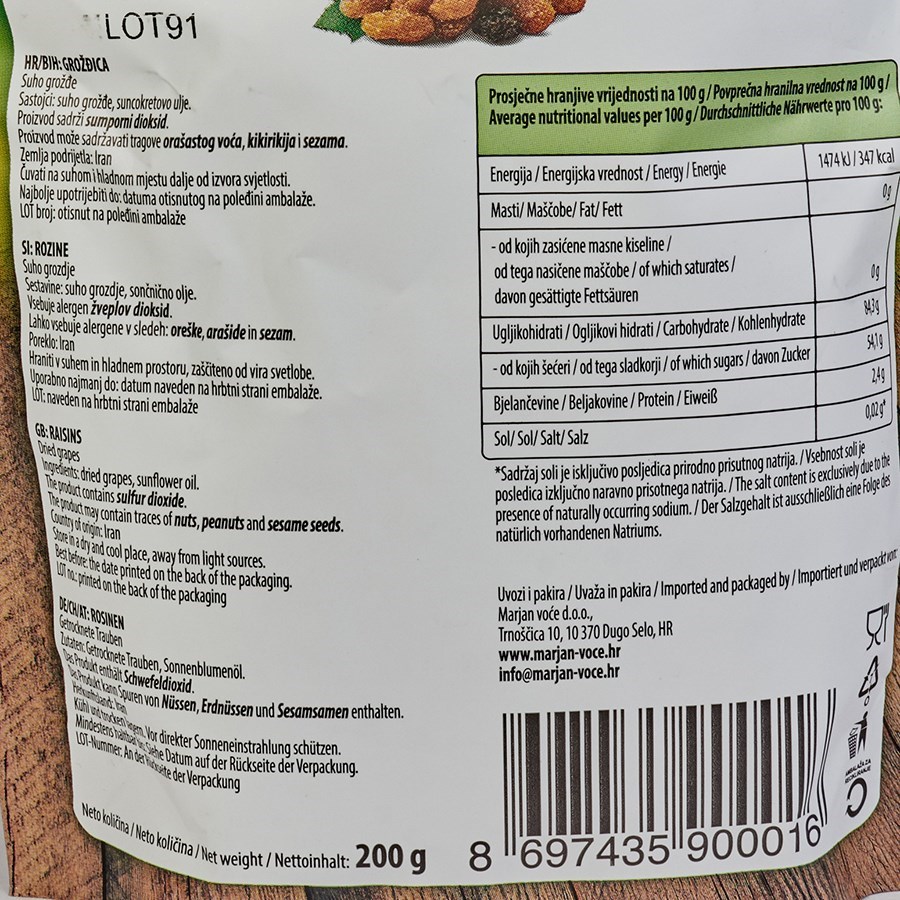 LOT91
HR/BIH: GROŽĐICA
Suho grožđe
Sastojci: suho grožđe, suncokretovo ulje.
Proizvod sadrži sumporni dioksid.
Proizvod može sadržavati tragove orašastog voća, kikirikija i sezama.
Zemlja podrijetla: Iran
Čuvati na suhom i hladnom mjestu dalje od izvora svjetlosti.
Najbolje upotrijebiti do: datuma otisnutog na poleđini ambalaže.
LOT broj: otisnut na poleđini ambalaže
SI: ROZINE
Suho grozdje
Sestavine: suho grozdje, sončnično olje.
Vsebuje alergen žveplov dioksid.
Lahko vsebuje alergene v sledeh: oreške, arašide in sezam.
Poreklo: Iran
Hraniti v suhem in hladnem prostoru, zaščiteno od vira svetlobe.
Uporabno najmanj do: datum naveden na hrbtni strani embalaže.
LOT: naveden na hrbtni strani embalaže
GB: RAISINS
Dried grapes
Ingredients: dried grapes, sunflower oil.
The product contains sulfur dioxide.
The product may contain traces of nuts, peanuts and sesame seeds.
Country of origin: Iran
Store in a dry and cool place, away from light sources.
Best before: the date printed on the back of the packaging.
LOT no.: printed on the back of the packaging
DE/CH/AT: ROSINEN
Getrocknete Trauben
Zutaten: Getrocknete Trauben, Sonnenblumenöl.
Das Produkt enthält Schwefeldioxid.
Das Produkt kann Spuren von Nüssen, Erdnüssen und Sesamsamen enthalten.
Herkunftsland: Iran
Kühl und trocken lagern. Vor direkter Sonneneinstrahlung schützen.
Mindestens haltbar bis: Siehe Datum auf der Rückseite der Verpackung.
LOT-Nummer: An der Rückseite der Verpackung
Neto količina / Neto količina / Net weight / Nettoinhalt: 200 g
Prosječne hranjive vrijednosti na 100 g / Povprečna hranilna vrednost na 100 g /
Average nutritional values per 100 g / Durchschnittliche Nährwerte pro 100 g:
Energija / Energijska vrednost / Energy / Energie 1474 kJ / 347 kcal
Masti/ Maščobe/ Fat/ Fett 0 g
- od kojih zasićene masne kiseline /
od tega nasičene maščobe / of which saturates /
davon gesättigte Fettsäuren 0 g
Ugljikohidrati / Ogljikovi hidrati / Carbohydrate / Kohlenhydrate 84,3 g
- od kojih šećeri / od tega sladkorji / of which sugars / davon Zucker 54,1 g
Bjelančevine / Beljakovine / Protein / Eiweiß 2,4 g
Sol/ Sol/ Salt/ Salz 0,02 g*
*Sadržaj soli je isključivo posljedica prirodno prisutnog natrija. / Vsebnost soli je
posledica izključno naravno prisotnega natrija. / The salt content is exclusively due to the
presence of naturally occurring sodium. / Der Salzgehalt ist ausschließlich eine Folge des
natürlich vorhandenen Natriums.
Uvozi i pakira / Uvaža in pakira / Imported and packaged by / Importiert und verpackt von:
Marjan voće d.o.o.,
Trnoščica 10, 10 370 Dugo Selo, HR
www.marjan-voce.hr
info@marjan-voce.hr
AMBALAŽA ZA
RECIKLIRANJE
8 697435 900016